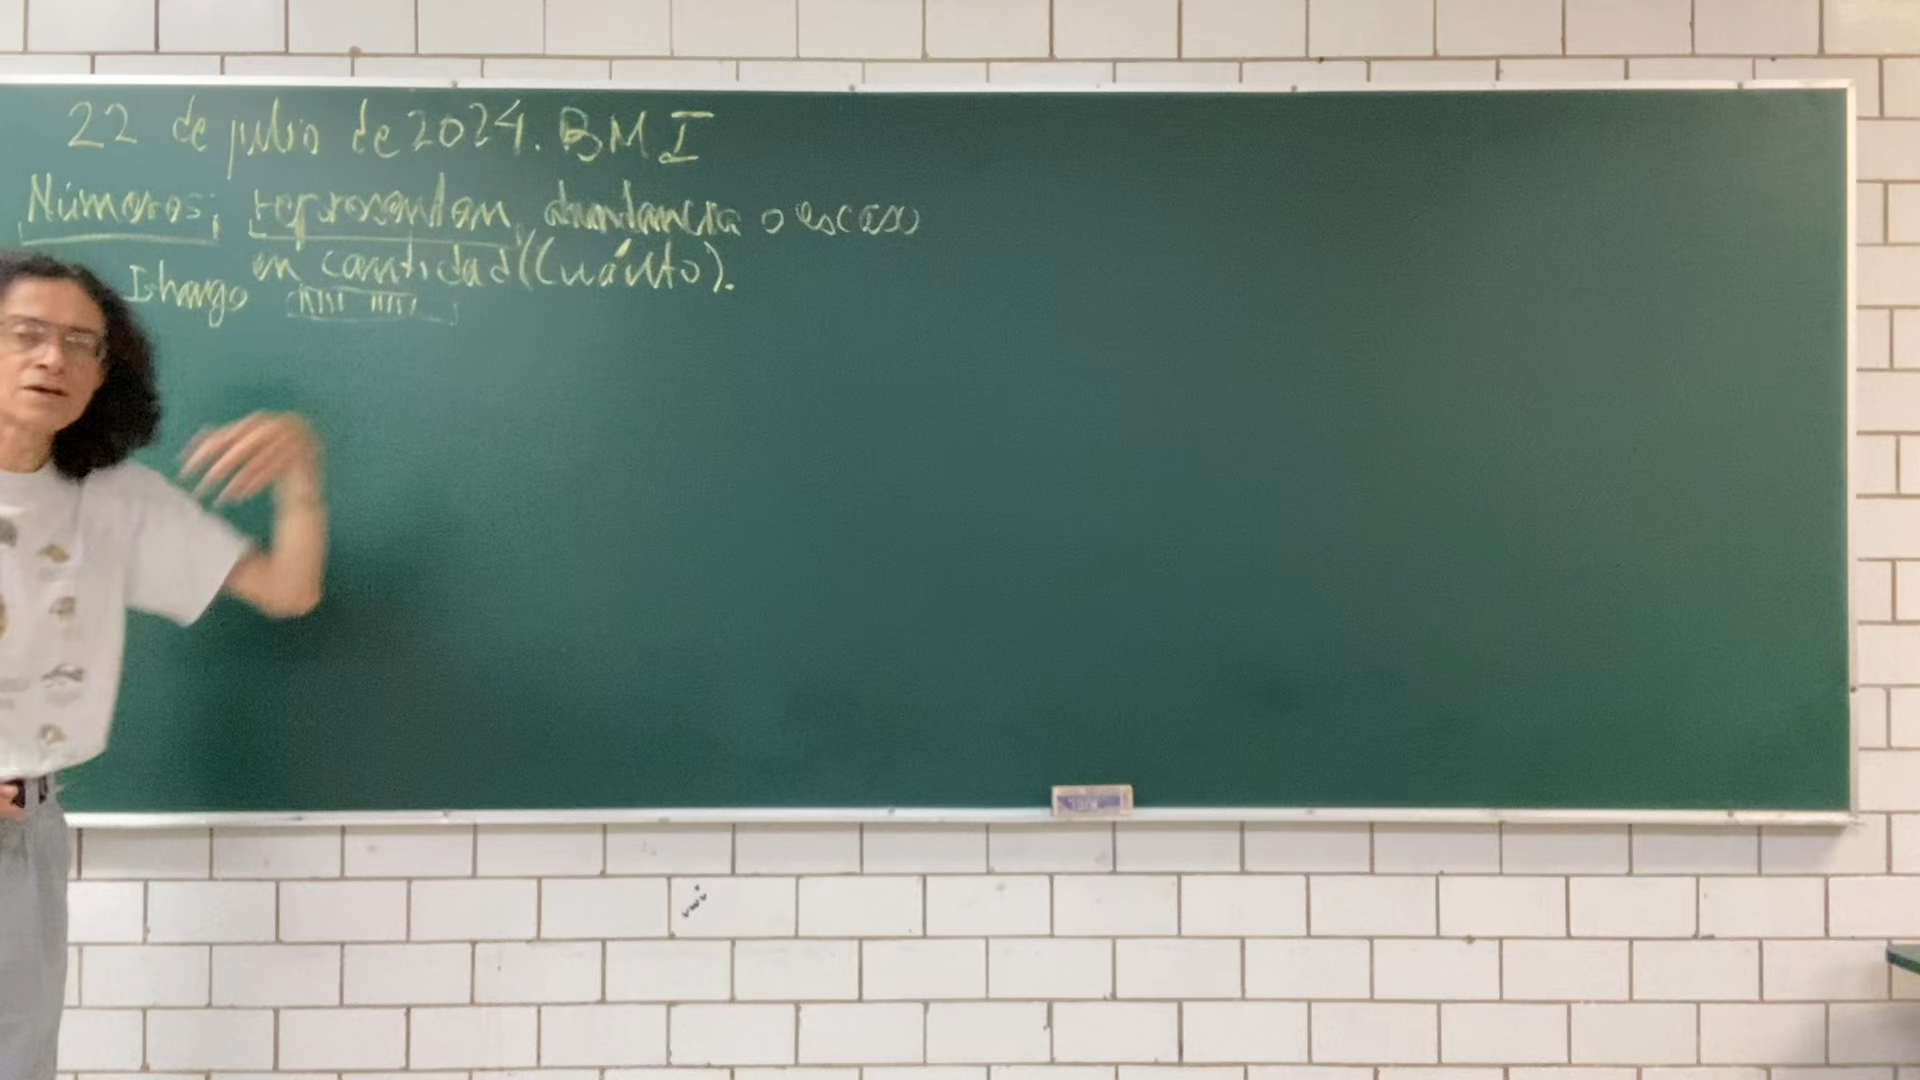 22 de julio de 2024. BM I
Números: representan abundancia o escaso
en cantidad (Cuánto).
Ishango